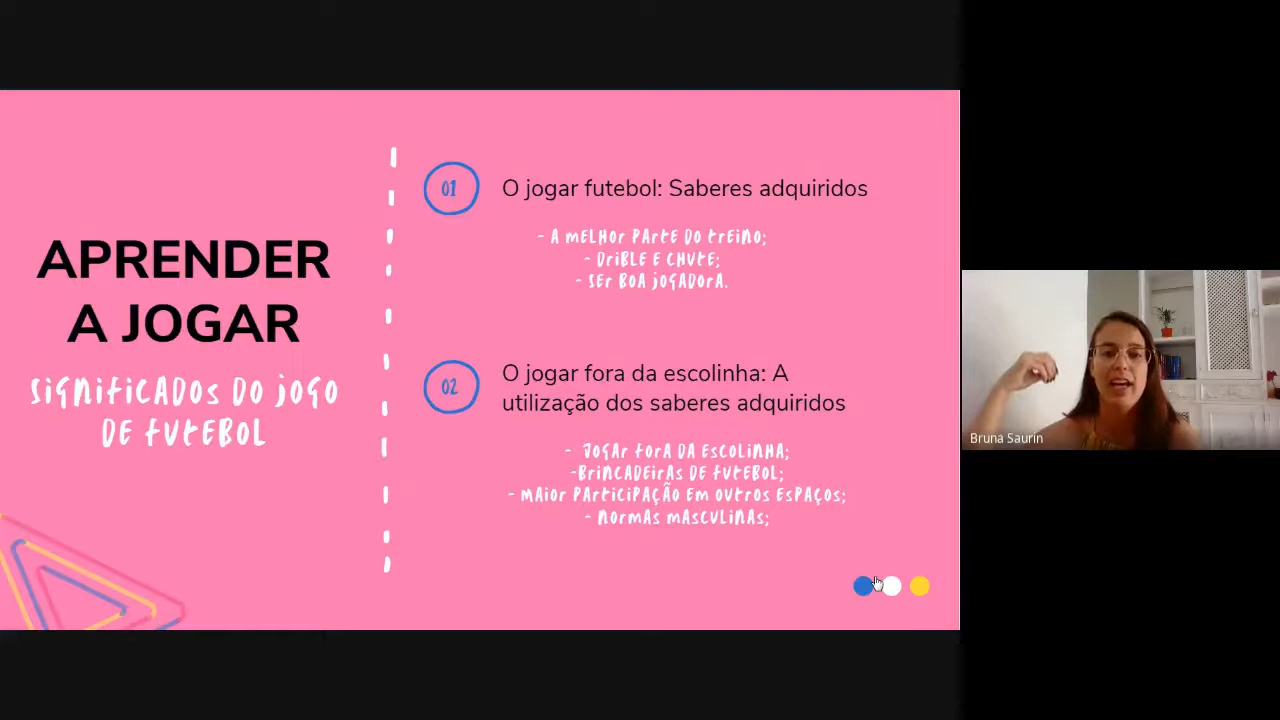 APRENDER
A JOGAR
SIGNIFICADOS DO JOGO
DE FUTEBOL
01
O jogar futebol: Saberes adquiridos
- A MELHOR PARTE DO TREINO;
- DRIBLE E CHUTE;
- SER BOA JOGADORA.
02
O jogar fora da escolinha: A
utilização dos saberes adquiridos
- JOGAR FORA DA ESCOLINHA;
-BRINCADEIRAS DE FUTEBOL;
- MAIOR PARTICIPAÇÃO EM OUTROS ESPAÇOS;
- NORMAS MASCULINAS;
Bruna Saurin